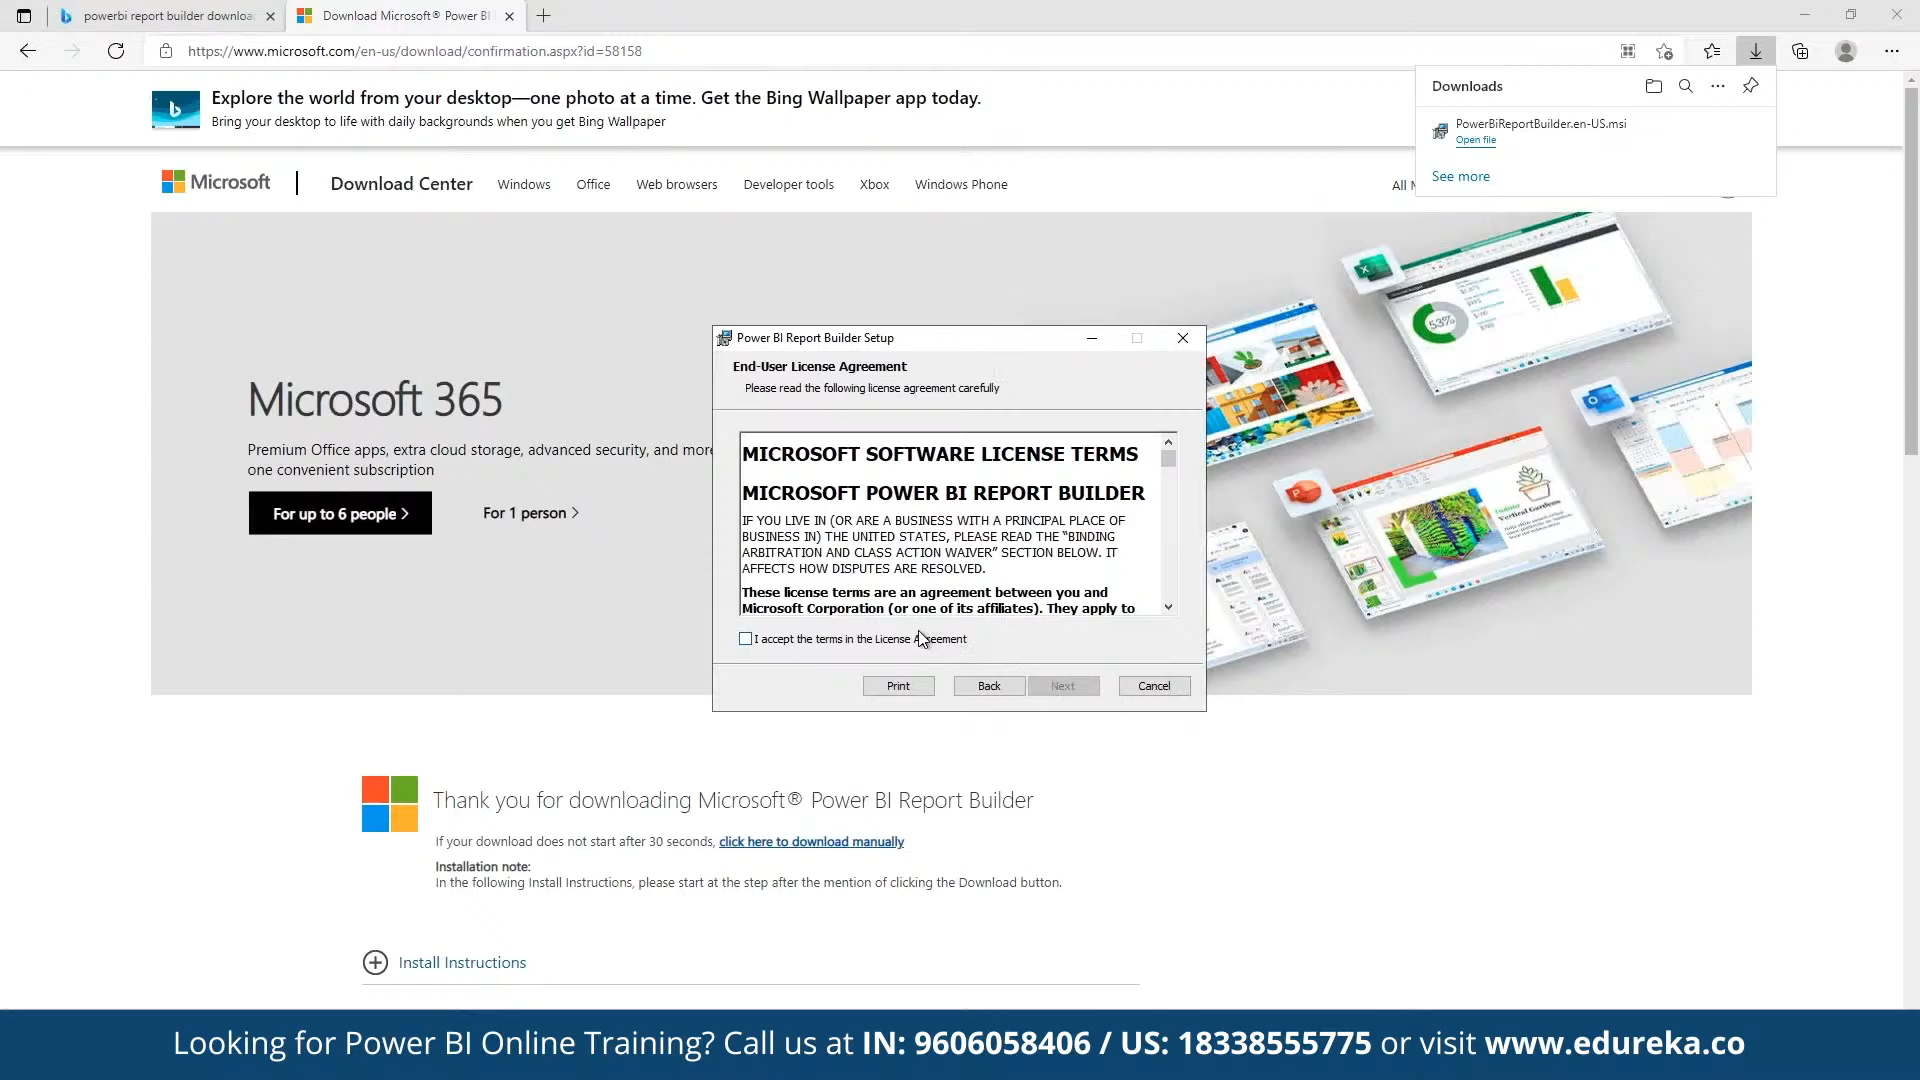 powerbi report builder downloa
Download Microsoft® Power BI
https://www.microsoft.com/en-us/download/confirmation.aspx?id=58158
Explore the world from your desktop—one photo at a time. Get the Bing Wallpaper app today.
Bring your desktop to life with daily backgrounds when you get Bing Wallpaper
Downloads
PowerBiReportBuilder.en-US.msi
Open file
See more
Microsoft
Download Center
Windows
Office
Web browsers
Developer tools
Xbox
Windows Phone
All M
Microsoft 365
Premium Office apps, extra cloud storage, advanced security, and more
one convenient subscription
For up to 6 people >
For 1 person >
53%
Power BI Report Builder Setup
End-User License Agreement
Please read the following license agreement carefully
MICROSOFT SOFTWARE LICENSE TERMS
MICROSOFT POWER BI REPORT BUILDER
IF YOU LIVE IN (OR ARE A BUSINESS WITH A PRINCIPAL PLACE OF
BUSINESS IN) THE UNITED STATES, PLEASE READ THE “BINDING
ARBITRATION AND CLASS ACTION WAIVER” SECTION BELOW. IT
AFFECTS HOW DISPUTES ARE RESOLVED.
These license terms are an agreement between you and
Microsoft Corporation (or one of its affiliates). They apply to
I accept the terms in the License Agreement
Print
Back
Next
Cancel
Indoor
Vertical Gardens
Thank you for downloading Microsoft® Power BI Report Builder
If your download does not start after 30 seconds, click here to download manually
Installation note:
In the following Install Instructions, please start at the step after the mention of clicking the Download button.
Install Instructions
Looking for Power BI Online Training? Call us at IN: 9606058406 / US: 18338555775 or visit www.edureka.co